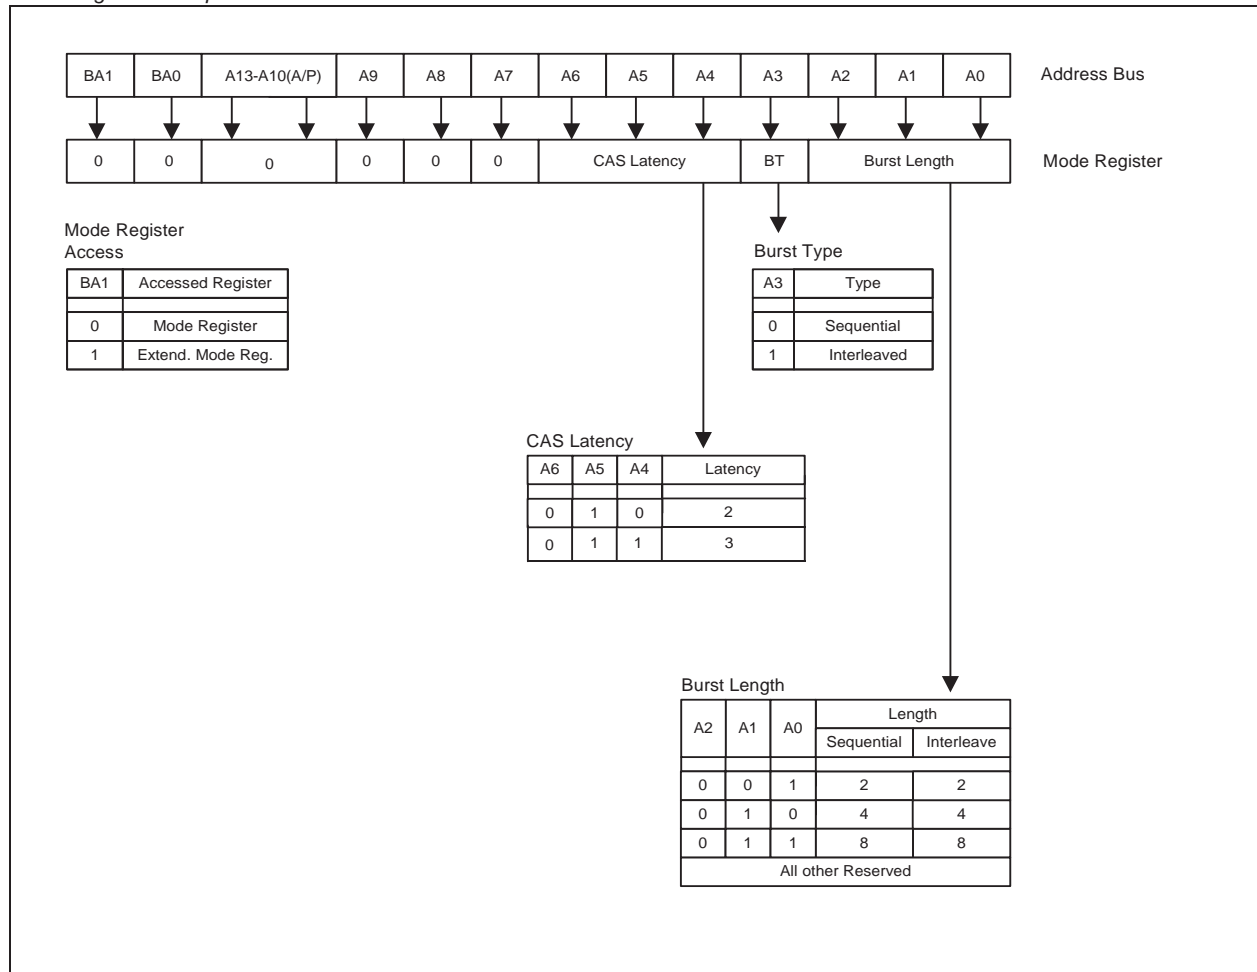 BA1 BA0 A13-A10(A/P) A9 A8 A7 A6 A5 A4 A3 A2 A1 A0 Address Bus
0 0 0 0 0 0 CAS Latency BT Burst Length Mode Register
Mode Register
Access
BA1 Accessed Register
0 Mode Register
1 Extend. Mode Reg.
Burst Type
A3 Type
0 Sequential
1 Interleaved
CAS Latency
A6 A5 A4 Latency
0 1 0 2
0 1 1 3
Burst Length
A2 A1 A0 Length
Sequential Interleave
0 0 1 2 2
0 1 0 4 4
0 1 1 8 8
All other Reserved